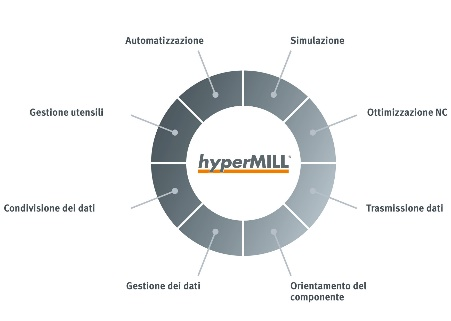 Automatizzazione
Simulazione
Gestione utensili
Ottimizzazione NC
hyperMILL®
Condivisione dei dati
Trasmissione dati
Gestione dei dati
Orientamento del
componente